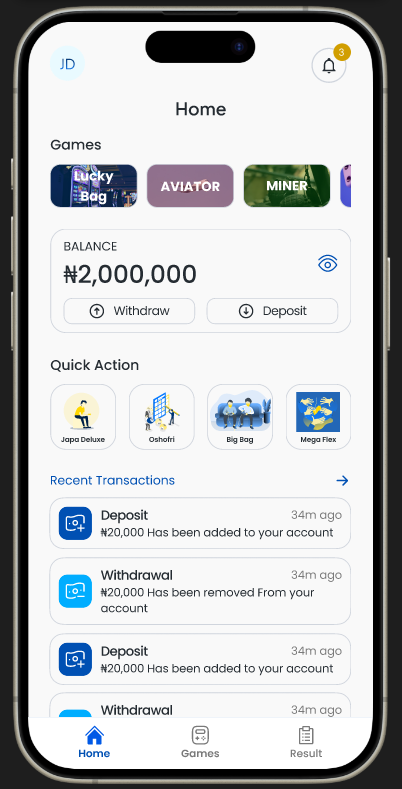 JD
3
Home
Games
Lucky
Bag
AVIATOR
MINER
BALANCE
₦2,000,000
Withdraw
Deposit
Quick Action
Japa Deluxe
Oshofri
Big Bag
Mega Flex
Recent Transactions
Deposit
34m ago
₦20,000 Has been added to your account
Withdrawal
34m ago
₦20,000 Has been removed From your
account
Deposit
34m ago
₦20,000 Has been added to your account
Withdrawal
34m ago
Home
Games
Result